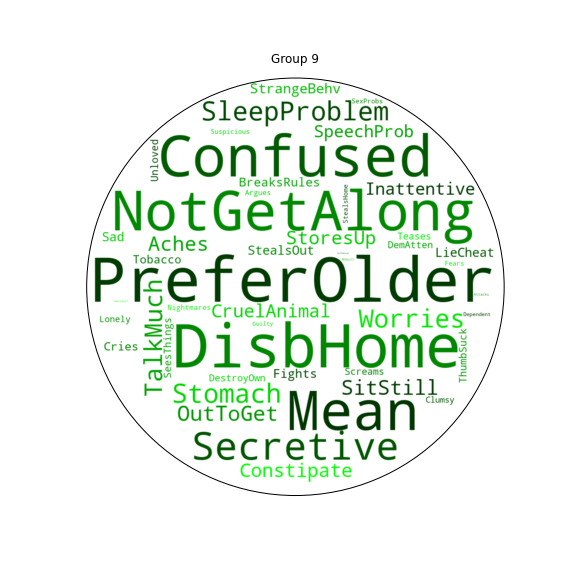 Group 9
StrangeBehv
SexProbs
SleepProblem
Suspicious
SpeechProb
Unloved
Confused
BreaksRules
Inattentive
Argues
StealsHome
NotGetAlong
Sad
Aches
StoresUp
Teases
DemAtten
StealsOut
LieCheat
Tobacco
Fears
PreferOlder
Attacks
Nightmares
CruelAnimal
Worries
Dependent
Lonely
Guilty
TalkMuch
SeesThings
DisbHome
ThumbSuck
Cries
Screams
Fights
DestroyOwn
SitStill
Stomach
Clumsy
Mean
OutToGet
Secretive
Constipate